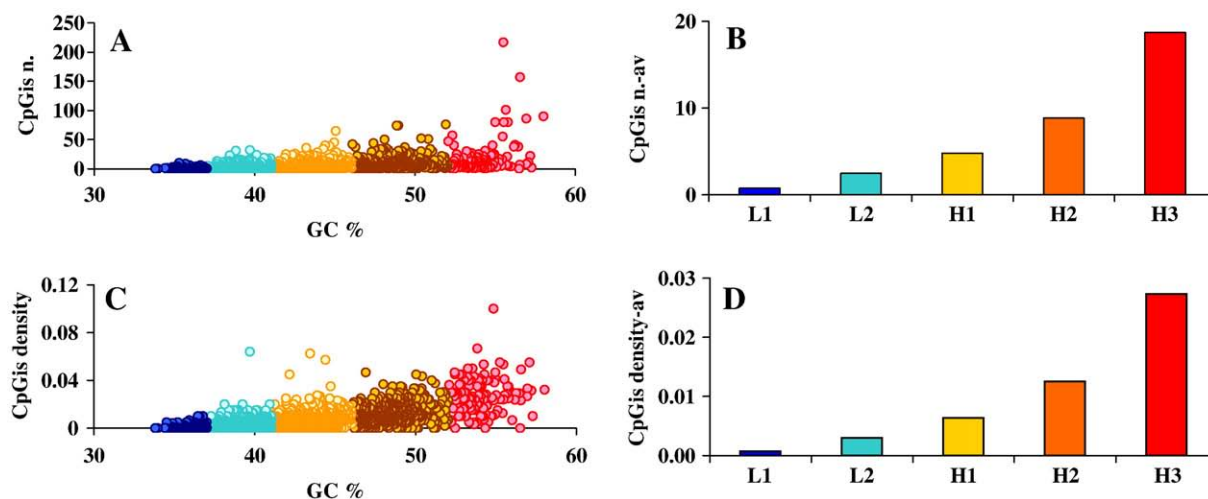 A
CpGis n.
250
200
150
100
50
0
30
40
50
60
GC %
B
CpGis n.-av
20
10
0
L1
L2
H1
H2
H3
C
CpGis density
0.12
0.08
0.04
0
30
40
50
60
GC %
D
CpGis density-av
0.03
0.02
0.01
0.00
L1
L2
H1
H2
H3